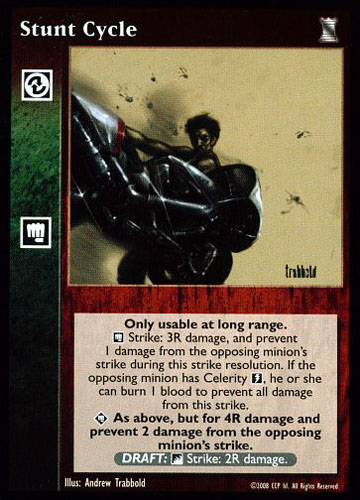 Stunt Cycle
trabbold
Only usable at long range.
Strike: 3R damage, and prevent
1 damage from the opposing minion's
strike during this strike resolution. If the
opposing minion has Celerity , he or she
can burn 1 blood to prevent all damage
from this strike.
As above, but for 4R damage and
prevent 2 damage from the opposing
minion's strike.
DRAFT: Strike: 2R damage.
Illus: Andrew Trabbold
©2008 CCP hf. All Rights Reserved.